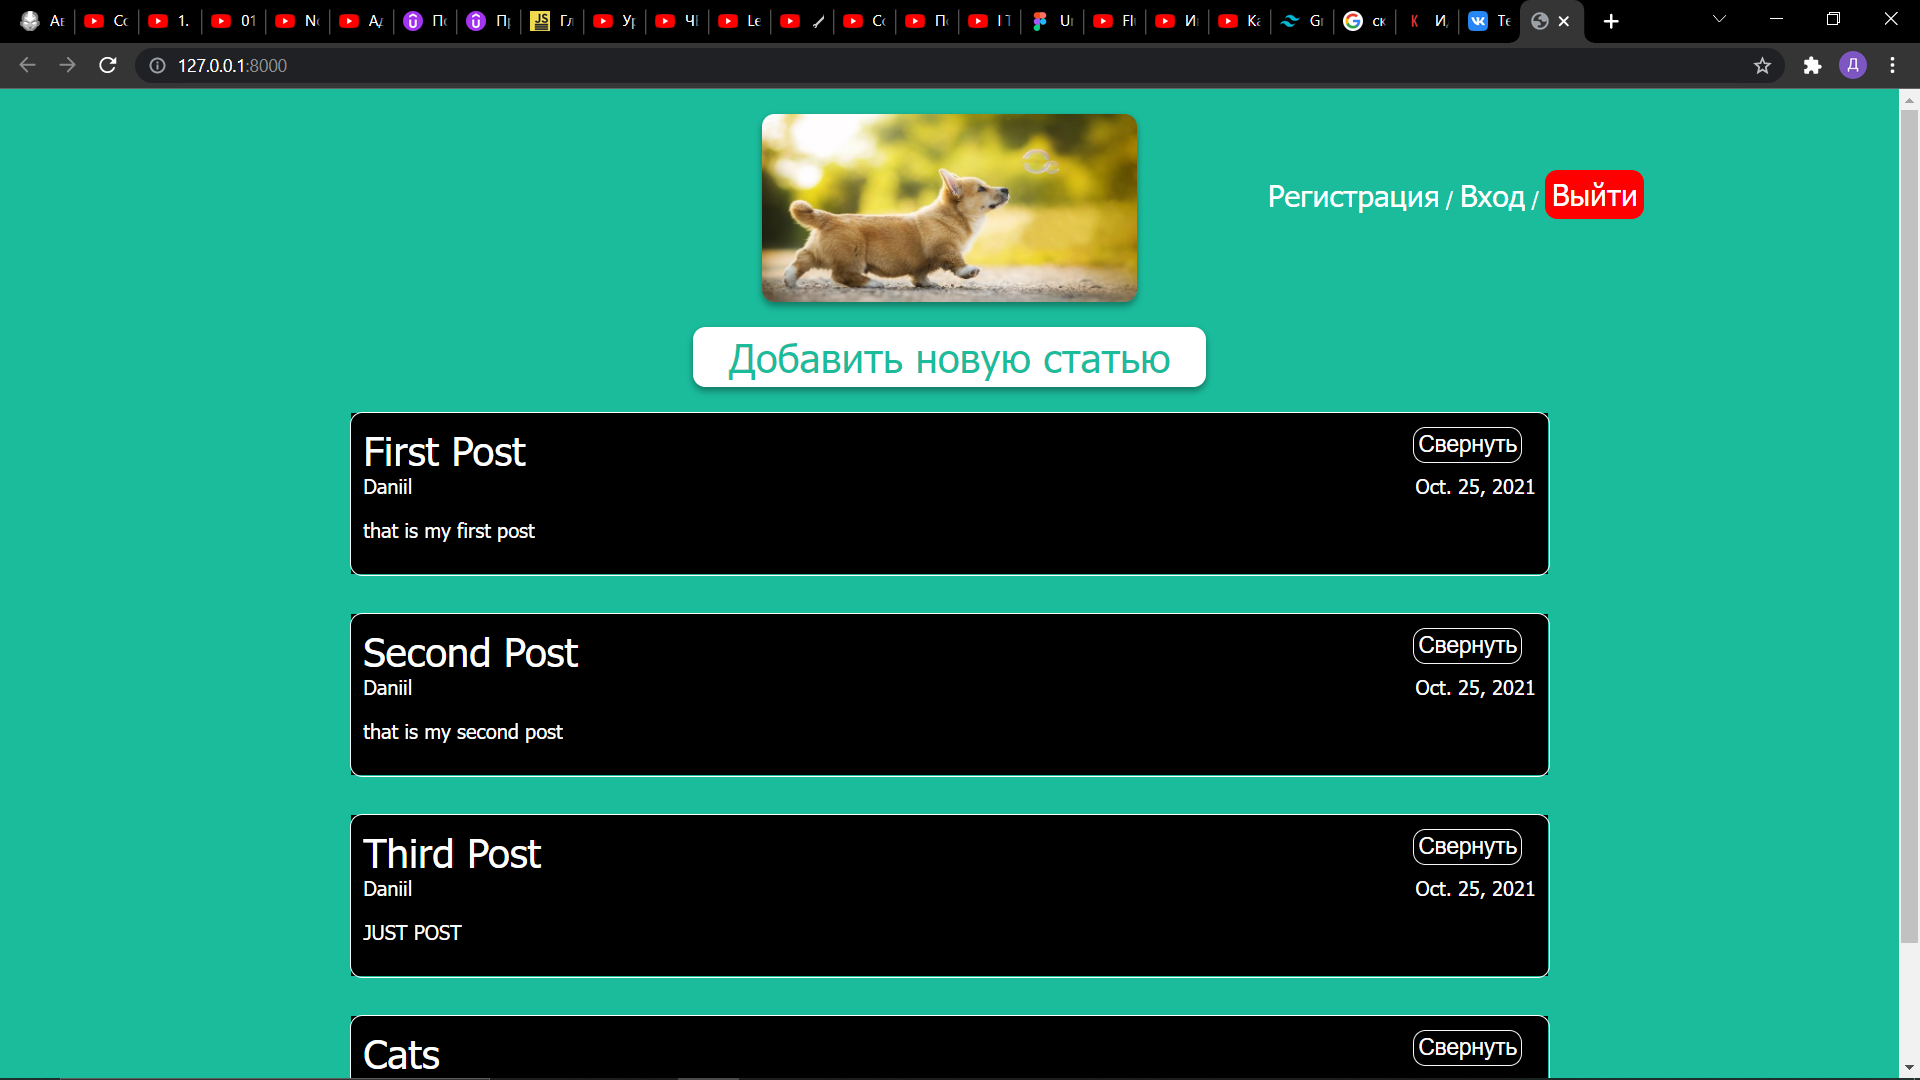 127.0.0.1:8000
Регистрация / Вход / Выйти
Добавить новую статью
First Post
Свернуть
Daniil
Oct. 25, 2021
that is my first post
Second Post
Свернуть
Daniil
Oct. 25, 2021
that is my second post
Third Post
Свернуть
Daniil
Oct. 25, 2021
JUST POST
Cats
Свернуть